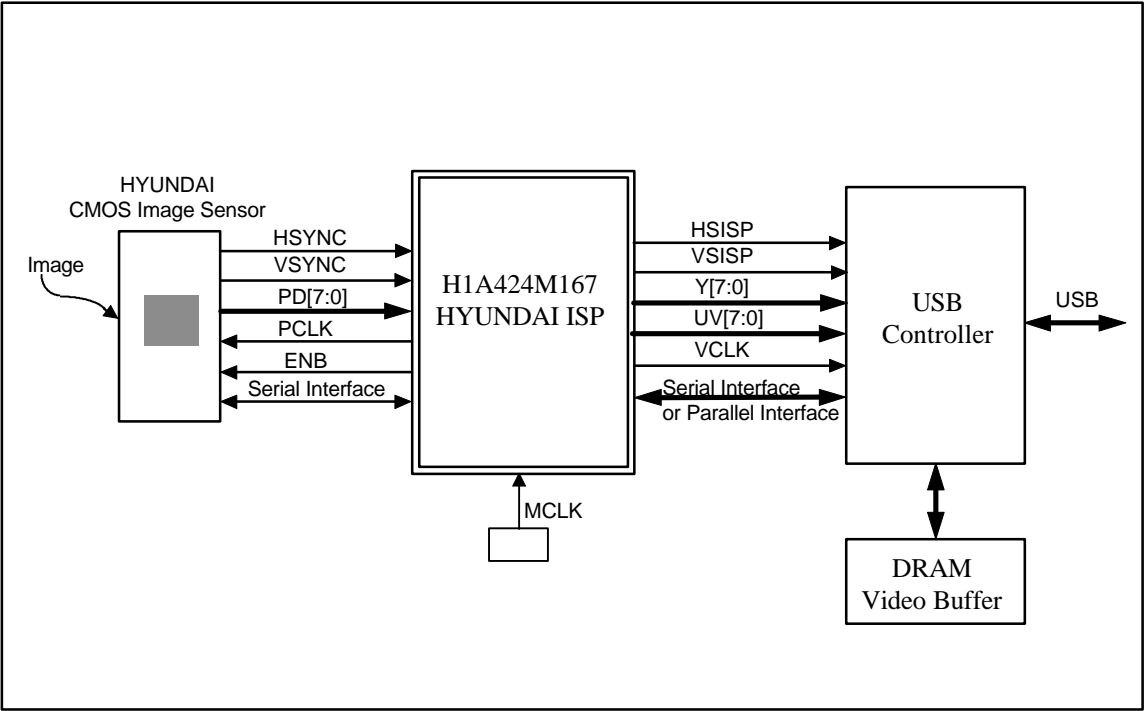 HYUNDAI
CMOS Image Sensor
Image
HSYNC
VSYNC
PD[7:0]
PCLK
ENB
Serial Interface
H1A424M167
HYUNDAI ISP
MCLK
HSISP
VSISP
Y[7:0]
UV[7:0]
VCLK
Serial Interface
or Parallel Interface
USB
Controller
USB
DRAM
Video Buffer